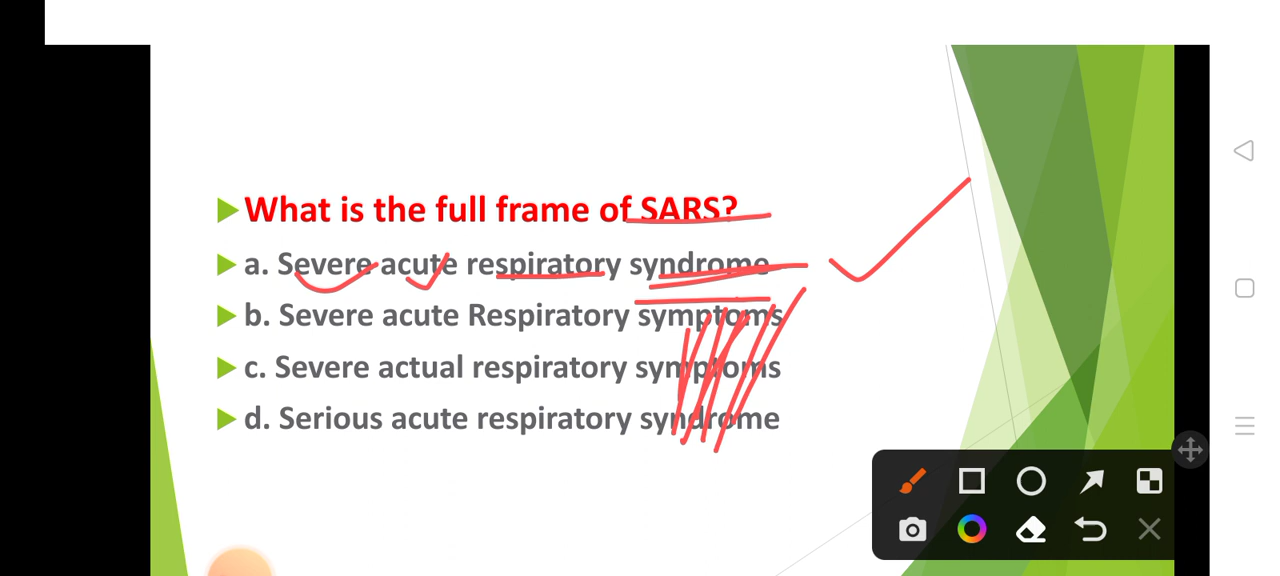 What is the full frame of SARS?
a. Severe acute respiratory syndrome
b. Severe acute Respiratory symptoms
c. Severe actual respiratory symptoms
d. Serious acute respiratory syndrome